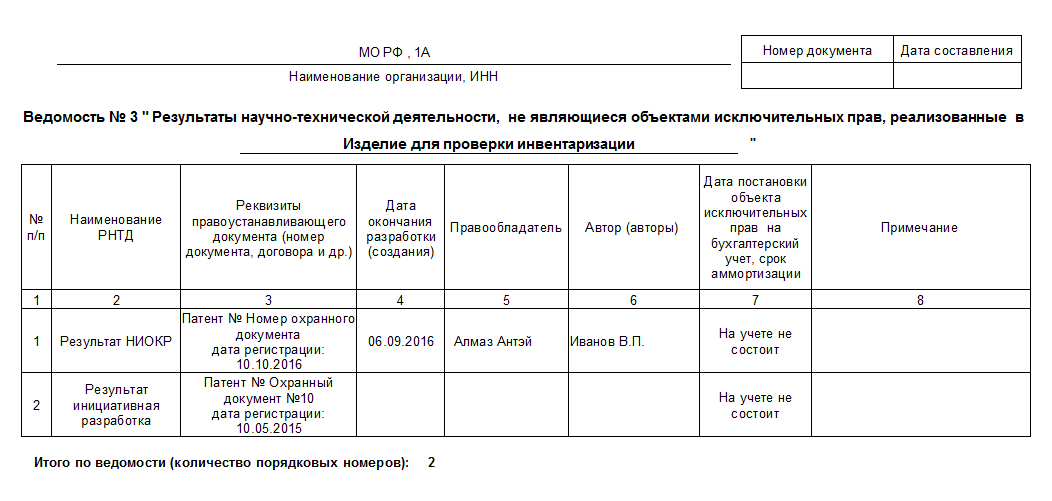 МО РФ , 1А
Наименование организации, ИНН
Номер документа
Дата составления
Ведомость № 3 " Результаты научно-технической деятельности, не являющиеся объектами исключительных прав, реализованные в
Изделие для проверки инвентаризации "
№
п/п
Наименование
РНТД
Реквизиты
правоустанавливающего
документа (номер
документа, договора и др.)
Дата
окончания
разработки
(создания)
Правообладатель
Автор (авторы)
Дата постановки
объекта
исключительных
прав на
бухгалтерский
учет, срок
аммортизации
Примечание
1 2 3 4 5 6 7 8
1
Результат НИОКР
Патент № Номер охранного
документа
дата регистрации:
10.10.2016
06.09.2016
Алмаз Антэй
Иванов В.П.
На учете не
состоит
2
Результат
инициативная
разработка
Патент № Охранный
документ №10
дата регистрации:
10.05.2015
На учете не
состоит
Итого по ведомости (количество порядковых номеров): 2